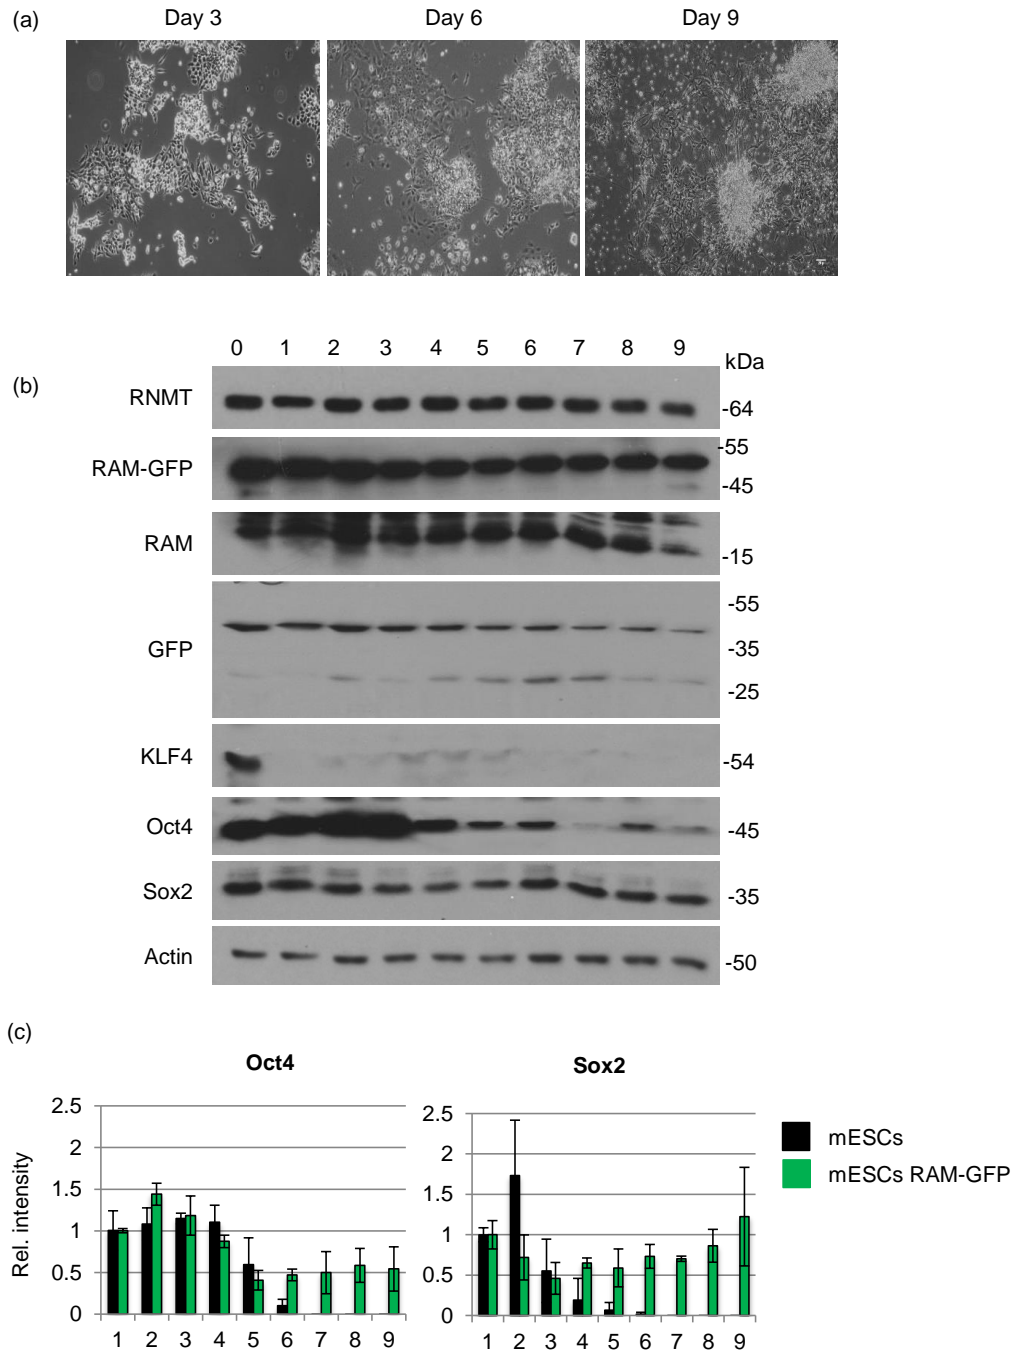 (a)
Day 3 Day 6 Day 9
0 1 2 3 4 5 6 7 8 9
kDa
(b)
RNMT
-64
RAM-GFP
-55
-45
RAM
-15
GFP
-55
-35
-25
KLF4
-54
Oct4
-45
Sox2
-35
Actin
-50
(c)
Oct4
Rel. intensity
2.5
2
1.5
1
0.5
0
1 2 3 4 5 6 7 8 9
Sox2
2.5
2
1.5
1
0.5
0
1 2 3 4 5 6 7 8 9
mESCs
mESCs RAM-GFP